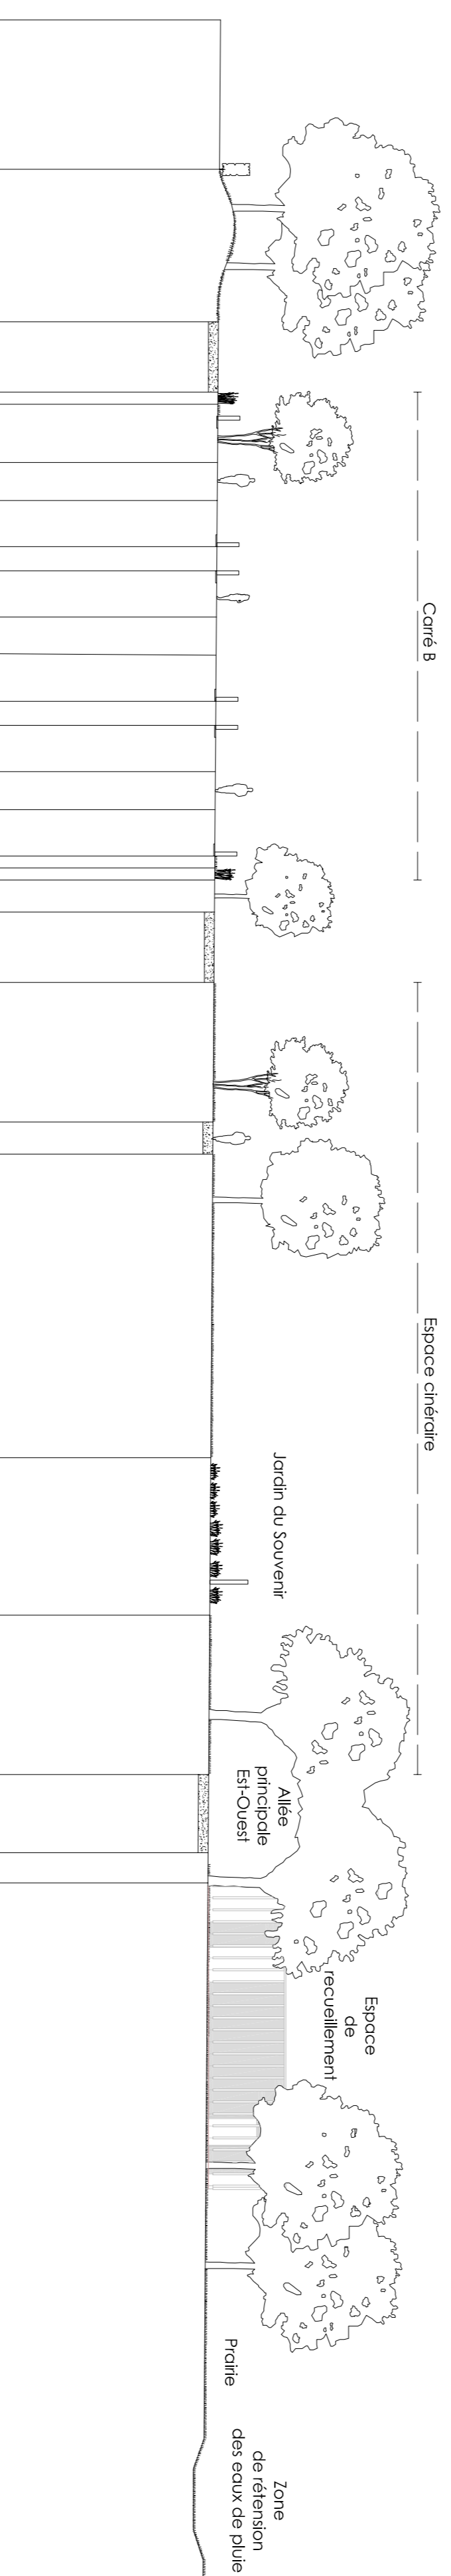 Carré B
Espace cinéraire
Jardin du Souvenir
Allée
principale
Est-Ouest
Espace
de
recueillement
Prairie
Zone
de rétension
des eaux de pluie